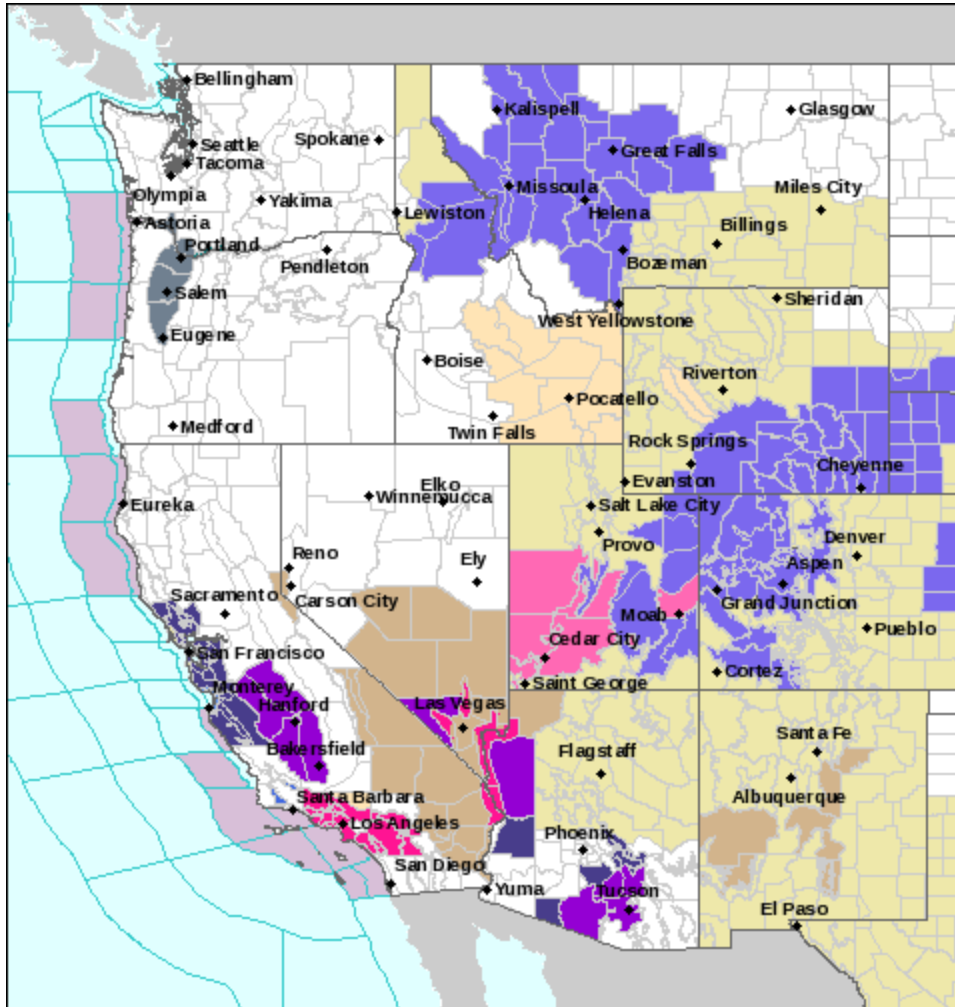 Bellingham
Kalispell
Glasgow
Seattle
Spokane
Great Falls
Tacoma
Missoula
Miles City
Olympia
Yakima
Lewiston
Helena
Astoria
Billings
Portland
Pendleton
Bozeman
Salem
Sheridan
West Yellowstone
Eugene
Boise
Riverton
Pocatello
Medford
Twin Falls
Rock Springs
Cheyenne
Elko
Evanston
Winnemucca
Eureka
Salt Lake City
Denver
Provo
Reno
Ely
Aspen
Sacramento
Carson City
Grand Junction
Moab
Pueblo
Cedar City
San Francisco
Cortez
Saint George
Monterey
Hanford
Las Vegas
Santa Fe
Bakersfield
Flagstaff
Albuquerque
Santa Barbara
Los Angeles
Phoenix
San Diego
Yuma
Tucson
El Paso